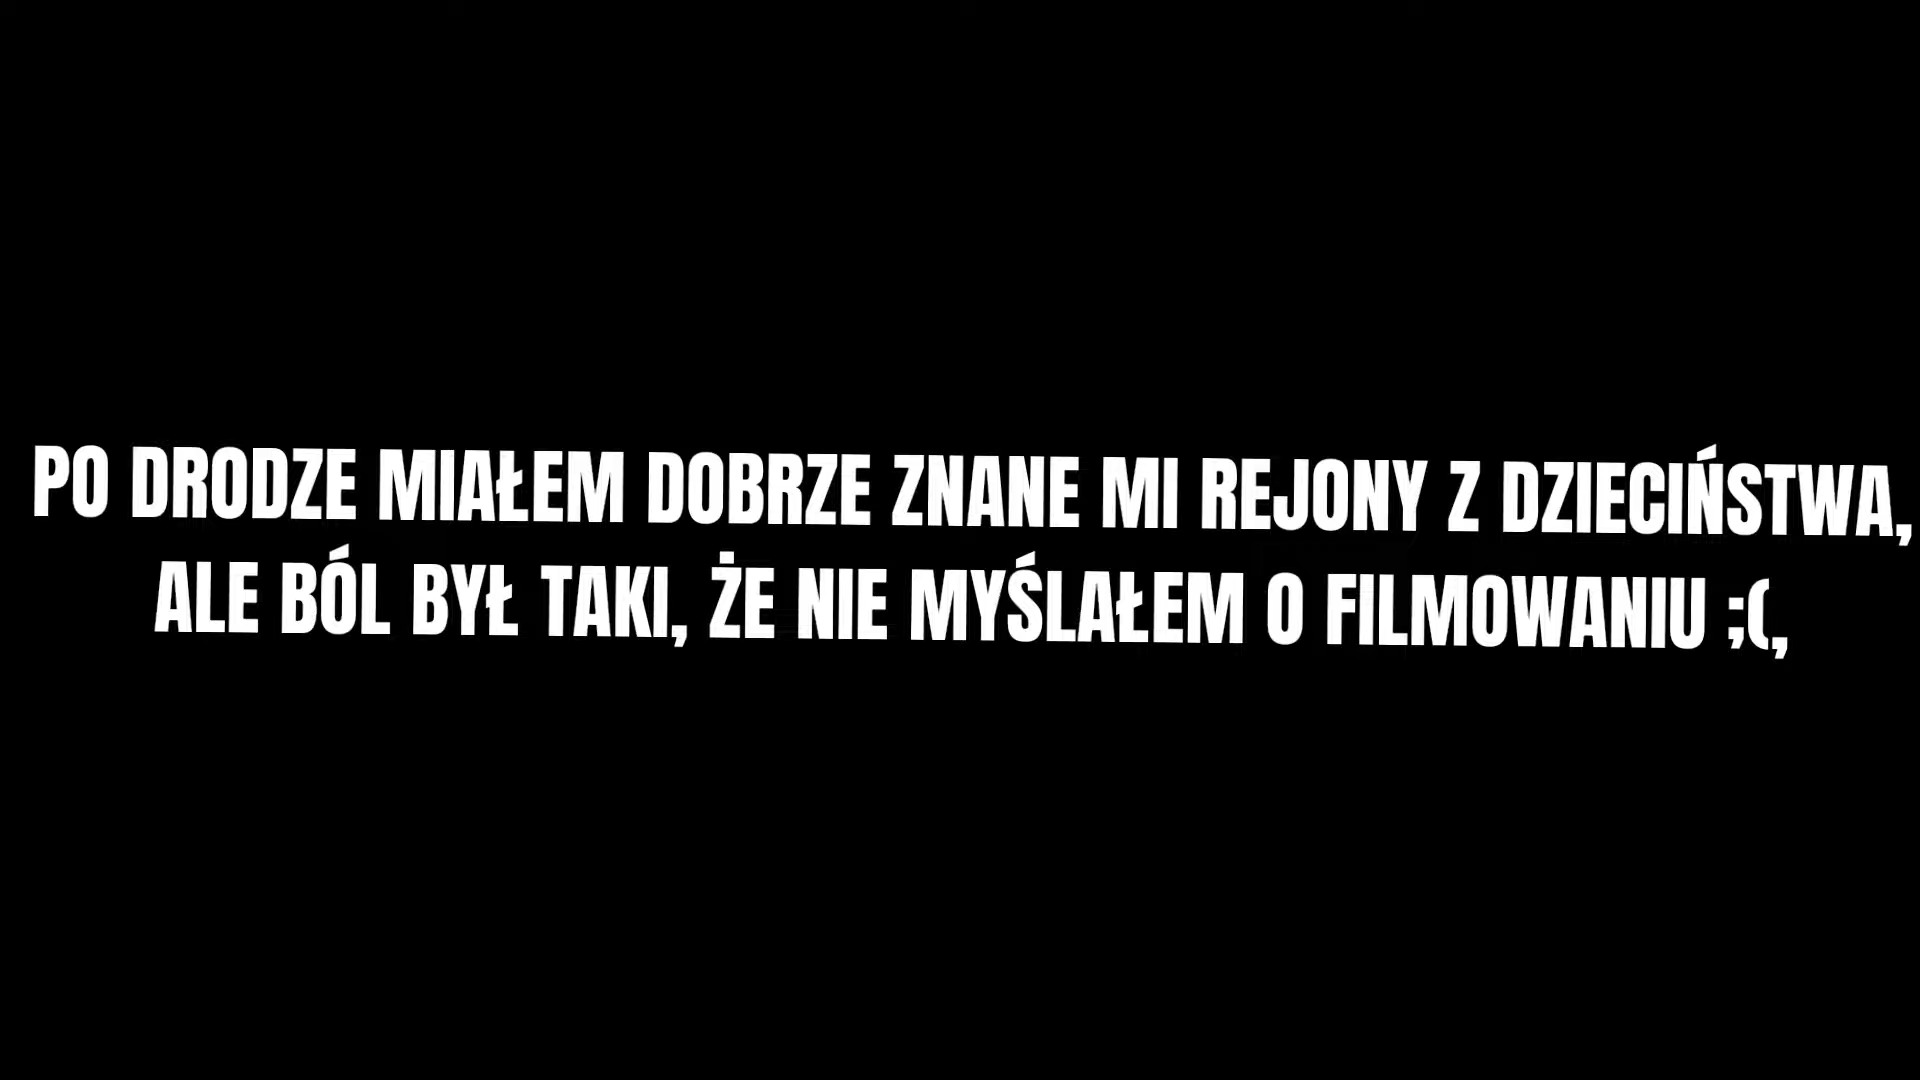 PO DRODZE MIAŁEM DOBRZE ZNANE MI REJONY Z DZIECIŃSTWA,
ALE BÓL BYŁ TAKI, ŻE NIE MYŚLAŁEM O FILMOWANIU ;(,